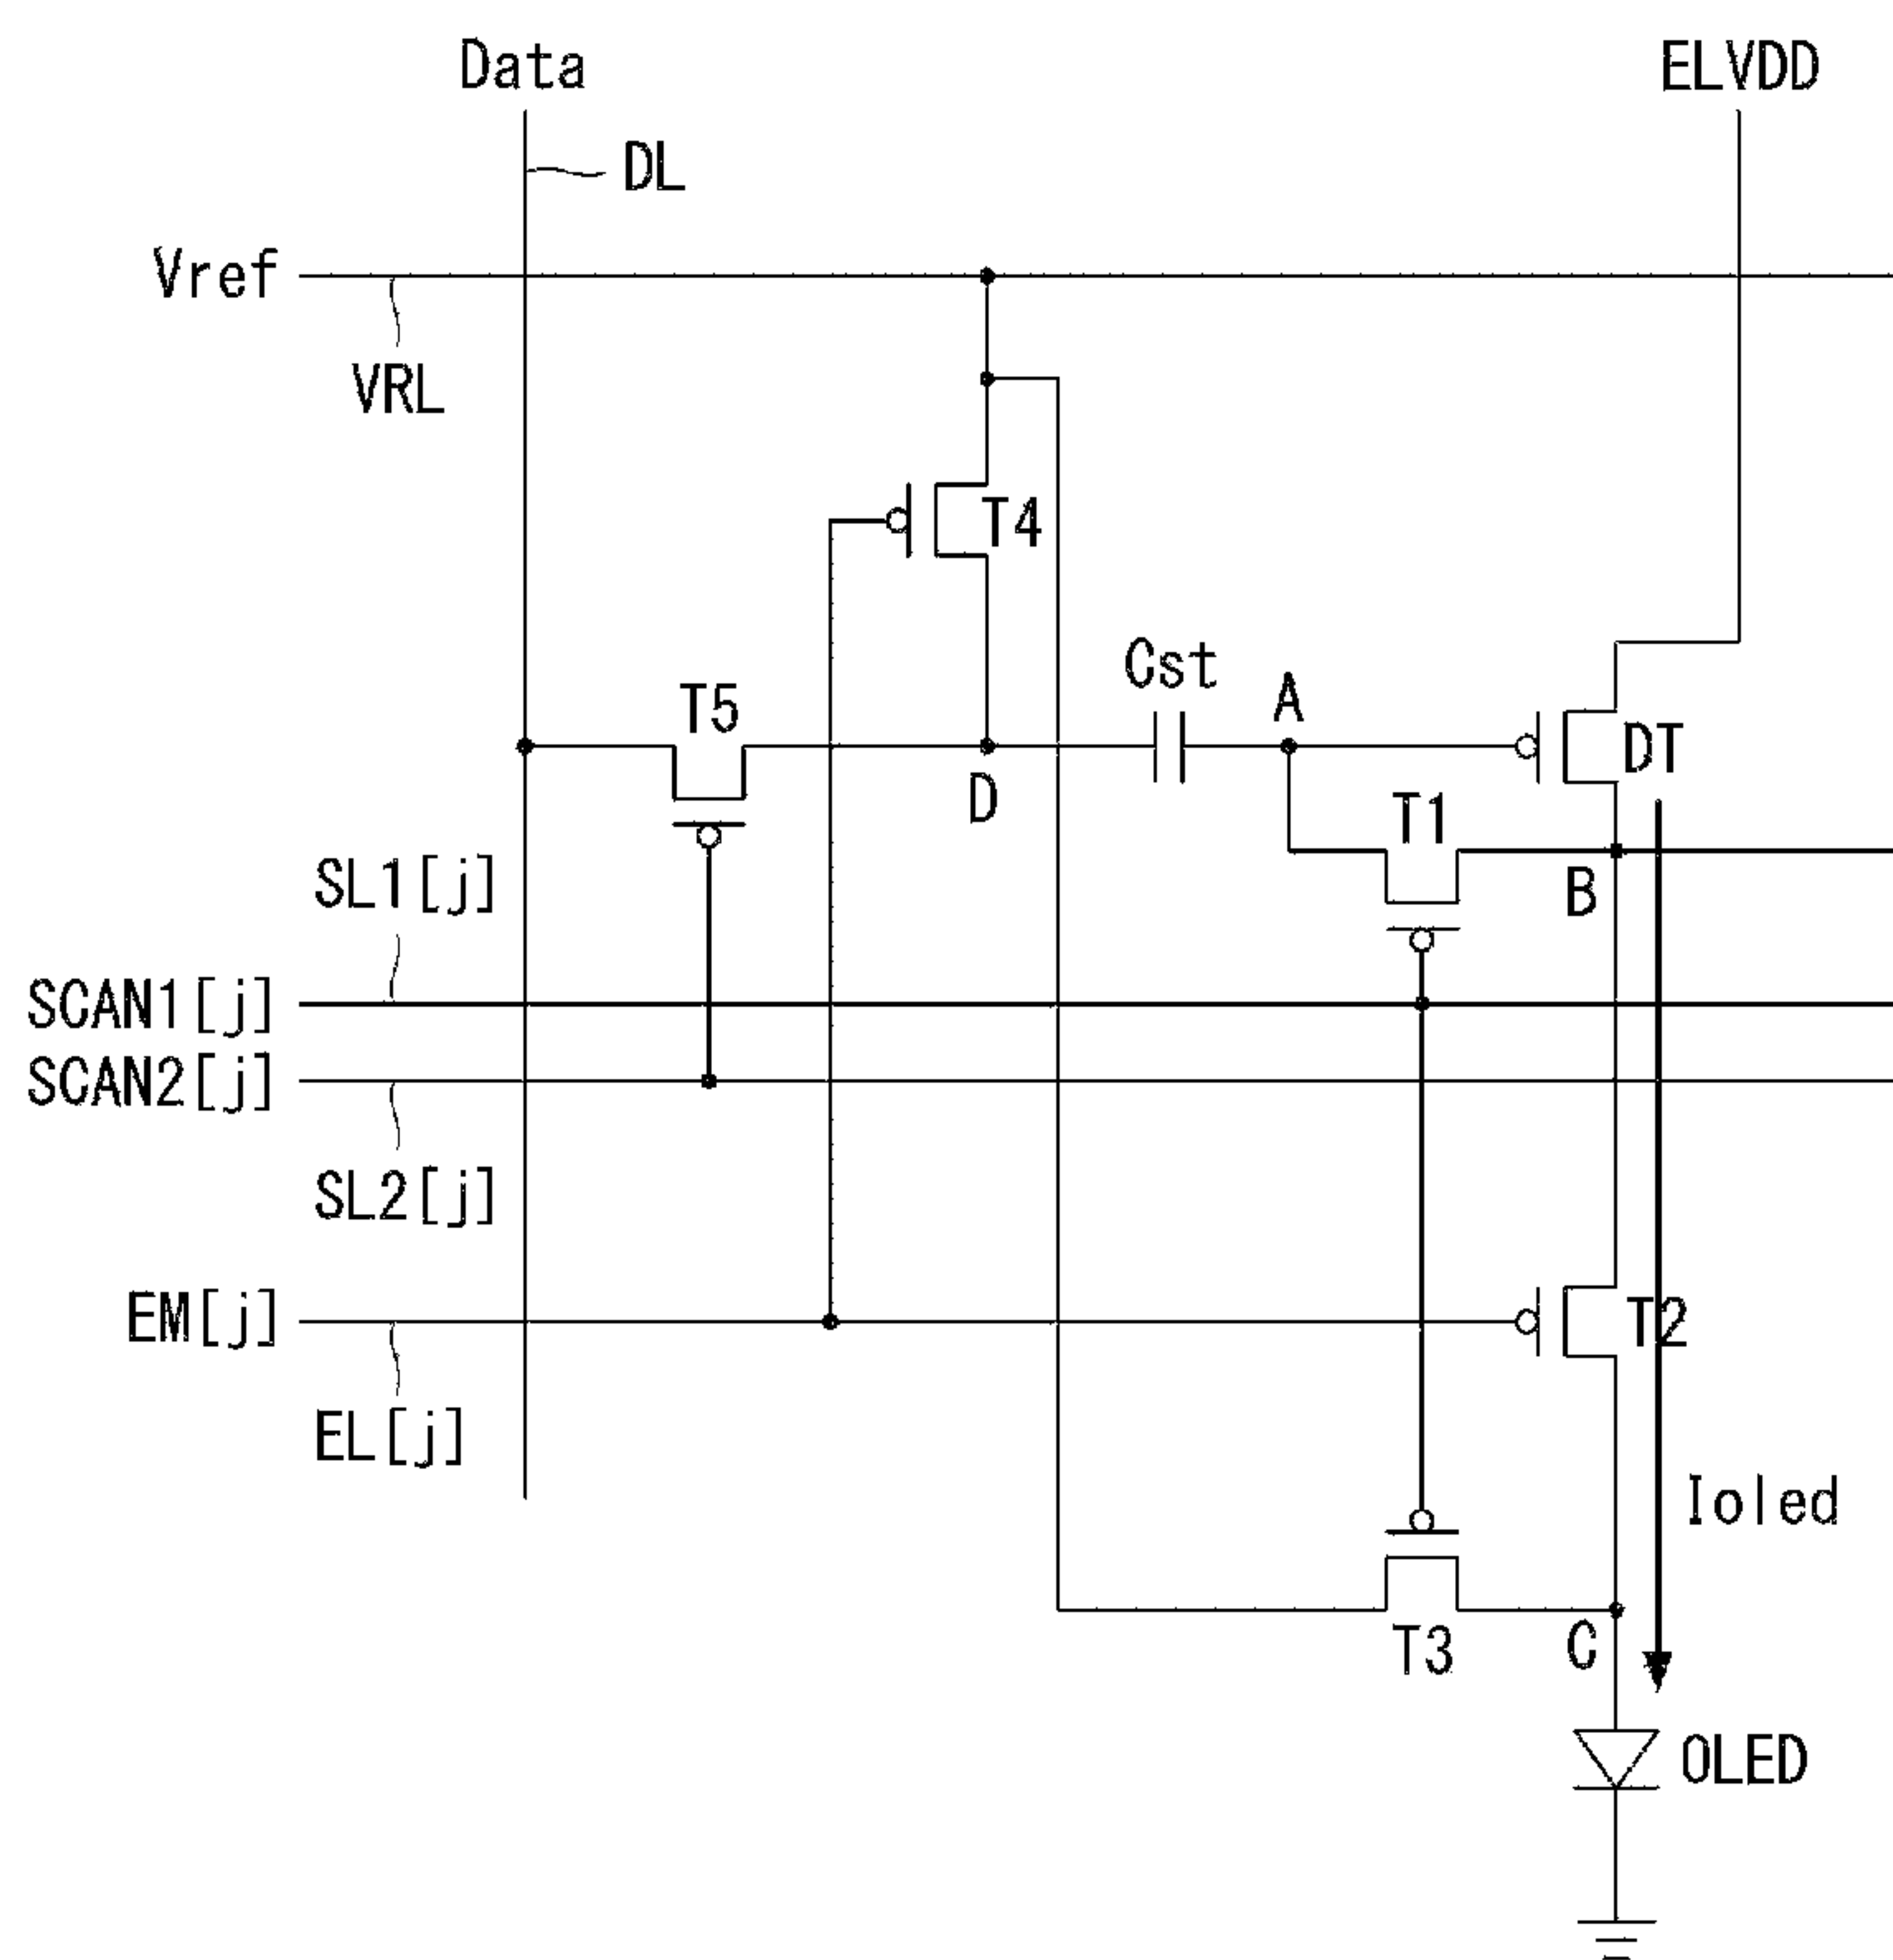 Data
ELVDD
DL
Vref
VRL
T4
Cst
A
T5
DT
D
T1
B
SL1[j]
SCAN1[j]
SCAN2[j]
SL2[j]
EM[j]
T2
EL[j]
Ioled
T3
C
OLED